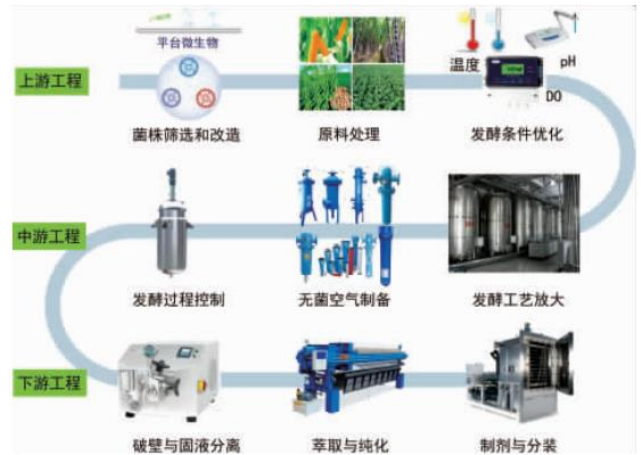 平台微生物
上游工程
温度
pH
DO
菌株筛选和改造
原料处理
发酵条件优化
中游工程
发酵过程控制
无菌空气制备
发酵工艺放大
下游工程
破壁与固液分离
萃取与纯化
制剂与分装